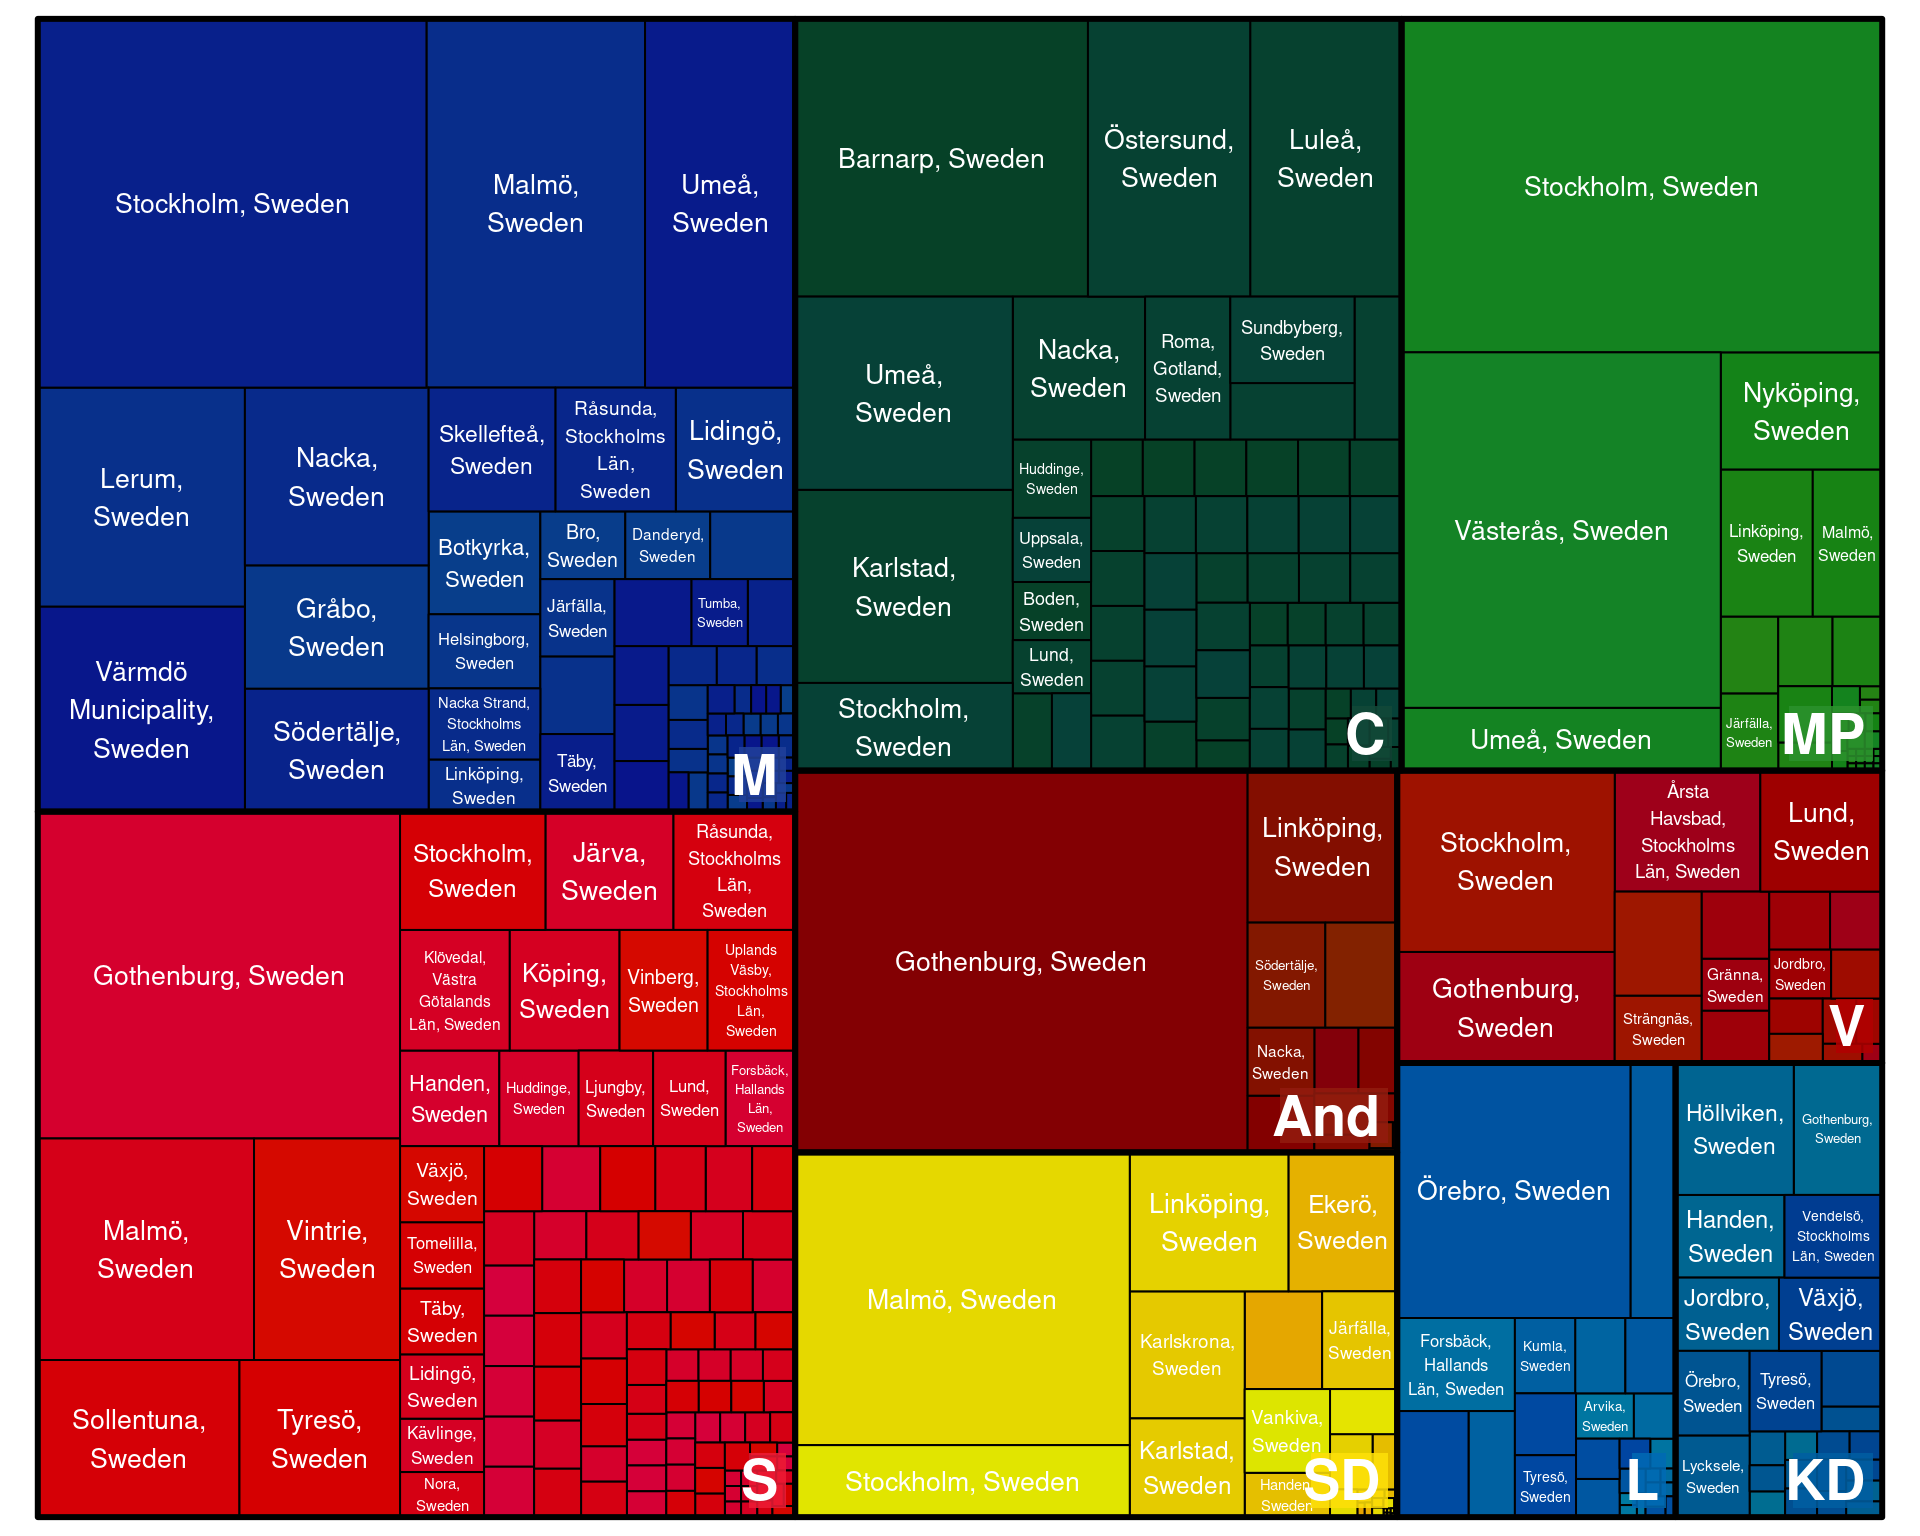 Stockholm, Sweden
Malmö,
Sweden
Umeå,
Sweden
Lerum,
Sweden
Nacka,
Sweden
Skellefteå,
Sweden
Råsunda,
Stockholms
Län,
Sweden
Lidingö,
Sweden
Gråbo,
Sweden
Botkyrka,
Sweden
Bro,
Sweden
Danderyd,
Sweden
Järfälla,
Sweden
Tumba,
Sweden
Helsingborg,
Sweden
Värmdö
Municipality,
Sweden
Södertälje,
Sweden
Nacka Strand,
Stockholms
Län, Sweden
Linköping,
Sweden
Täby,
Sweden
M
Barnarp, Sweden
Östersund,
Sweden
Luleå,
Sweden
Umeå,
Sweden
Nacka,
Sweden
Roma,
Gotland,
Sweden
Sundbyberg,
Sweden
Karlstad,
Sweden
Huddinge,
Sweden
Uppsala,
Sweden
Boden,
Sweden
Lund,
Sweden
Stockholm,
Sweden
C
Stockholm, Sweden
Västerås, Sweden
Nyköping,
Sweden
Linköping,
Sweden
Malmö,
Sweden
Umeå, Sweden
Järfälla,
Sweden
MP
Gothenburg, Sweden
Stockholm,
Sweden
Järva,
Sweden
Råsunda,
Stockholms
Län,
Sweden
Klövedal,
Västra
Götalands
Län, Sweden
Köping,
Sweden
Vinberg,
Sweden
Uplands
Väsby,
Stockholms
Län,
Sweden
Handen,
Sweden
Huddinge,
Sweden
Ljungby,
Sweden
Lund,
Sweden
Forsbäck,
Hallands
Län,
Sweden
Malmö,
Sweden
Vintrie,
Sweden
Växjö,
Sweden
Tomelilla,
Sweden
Täby,
Sweden
Lidingö,
Sweden
Kävlinge,
Sweden
Nora,
Sweden
Sollentuna,
Sweden
Tyresö,
Sweden
S
Gothenburg, Sweden
Linköping,
Sweden
Södertälje,
Sweden
Nacka,
Sweden
And
Stockholm,
Sweden
Årsta
Havsbad,
Stockholms
Län, Sweden
Lund,
Sweden
Gothenburg,
Sweden
Gränna,
Sweden
Jordbro,
Sweden
Strängnäs,
Sweden
V
Malmö, Sweden
Linköping,
Sweden
Ekerö,
Sweden
Karlskrona,
Sweden
Järfälla,
Sweden
Vankiva,
Sweden
Karlstad,
Sweden
Handen,
Sweden
Stockholm, Sweden
SD
Örebro, Sweden
Forsbäck,
Hallands
Län, Sweden
Kumla,
Sweden
Arvika,
Sweden
Tyresö,
Sweden
L
Höllviken,
Sweden
Gothenburg,
Sweden
Handen,
Sweden
Vendelsö,
Stockholms
Län, Sweden
Jordbro,
Sweden
Växjö,
Sweden
Örebro,
Sweden
Tyresö,
Sweden
Lycksele,
Sweden
KD